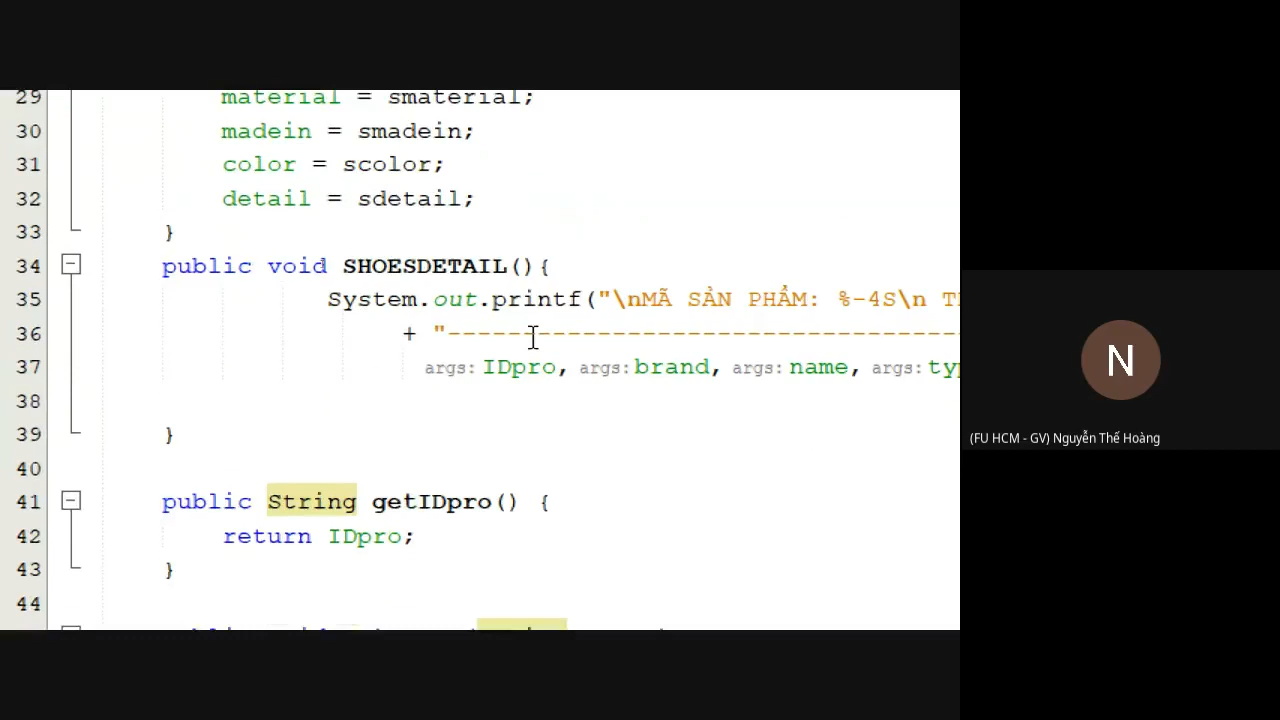 29 material = smaterial;
30 madein = smadein;
31 color = scolor;
32 detail = sdetail;
33 }
34 public void SHOESDETAIL(){
35 System.out.printf("\nMÃ SẢN PHẨM: %-4S\n
36 + "-----------------------------------
37 args: IDpro, args: brand, args: name, args:
38
39 }
40
41 public String getIDpro() {
42 return IDpro;
43 }
44
N
(FU HCM - GV) Nguyễn Thế Hoàng